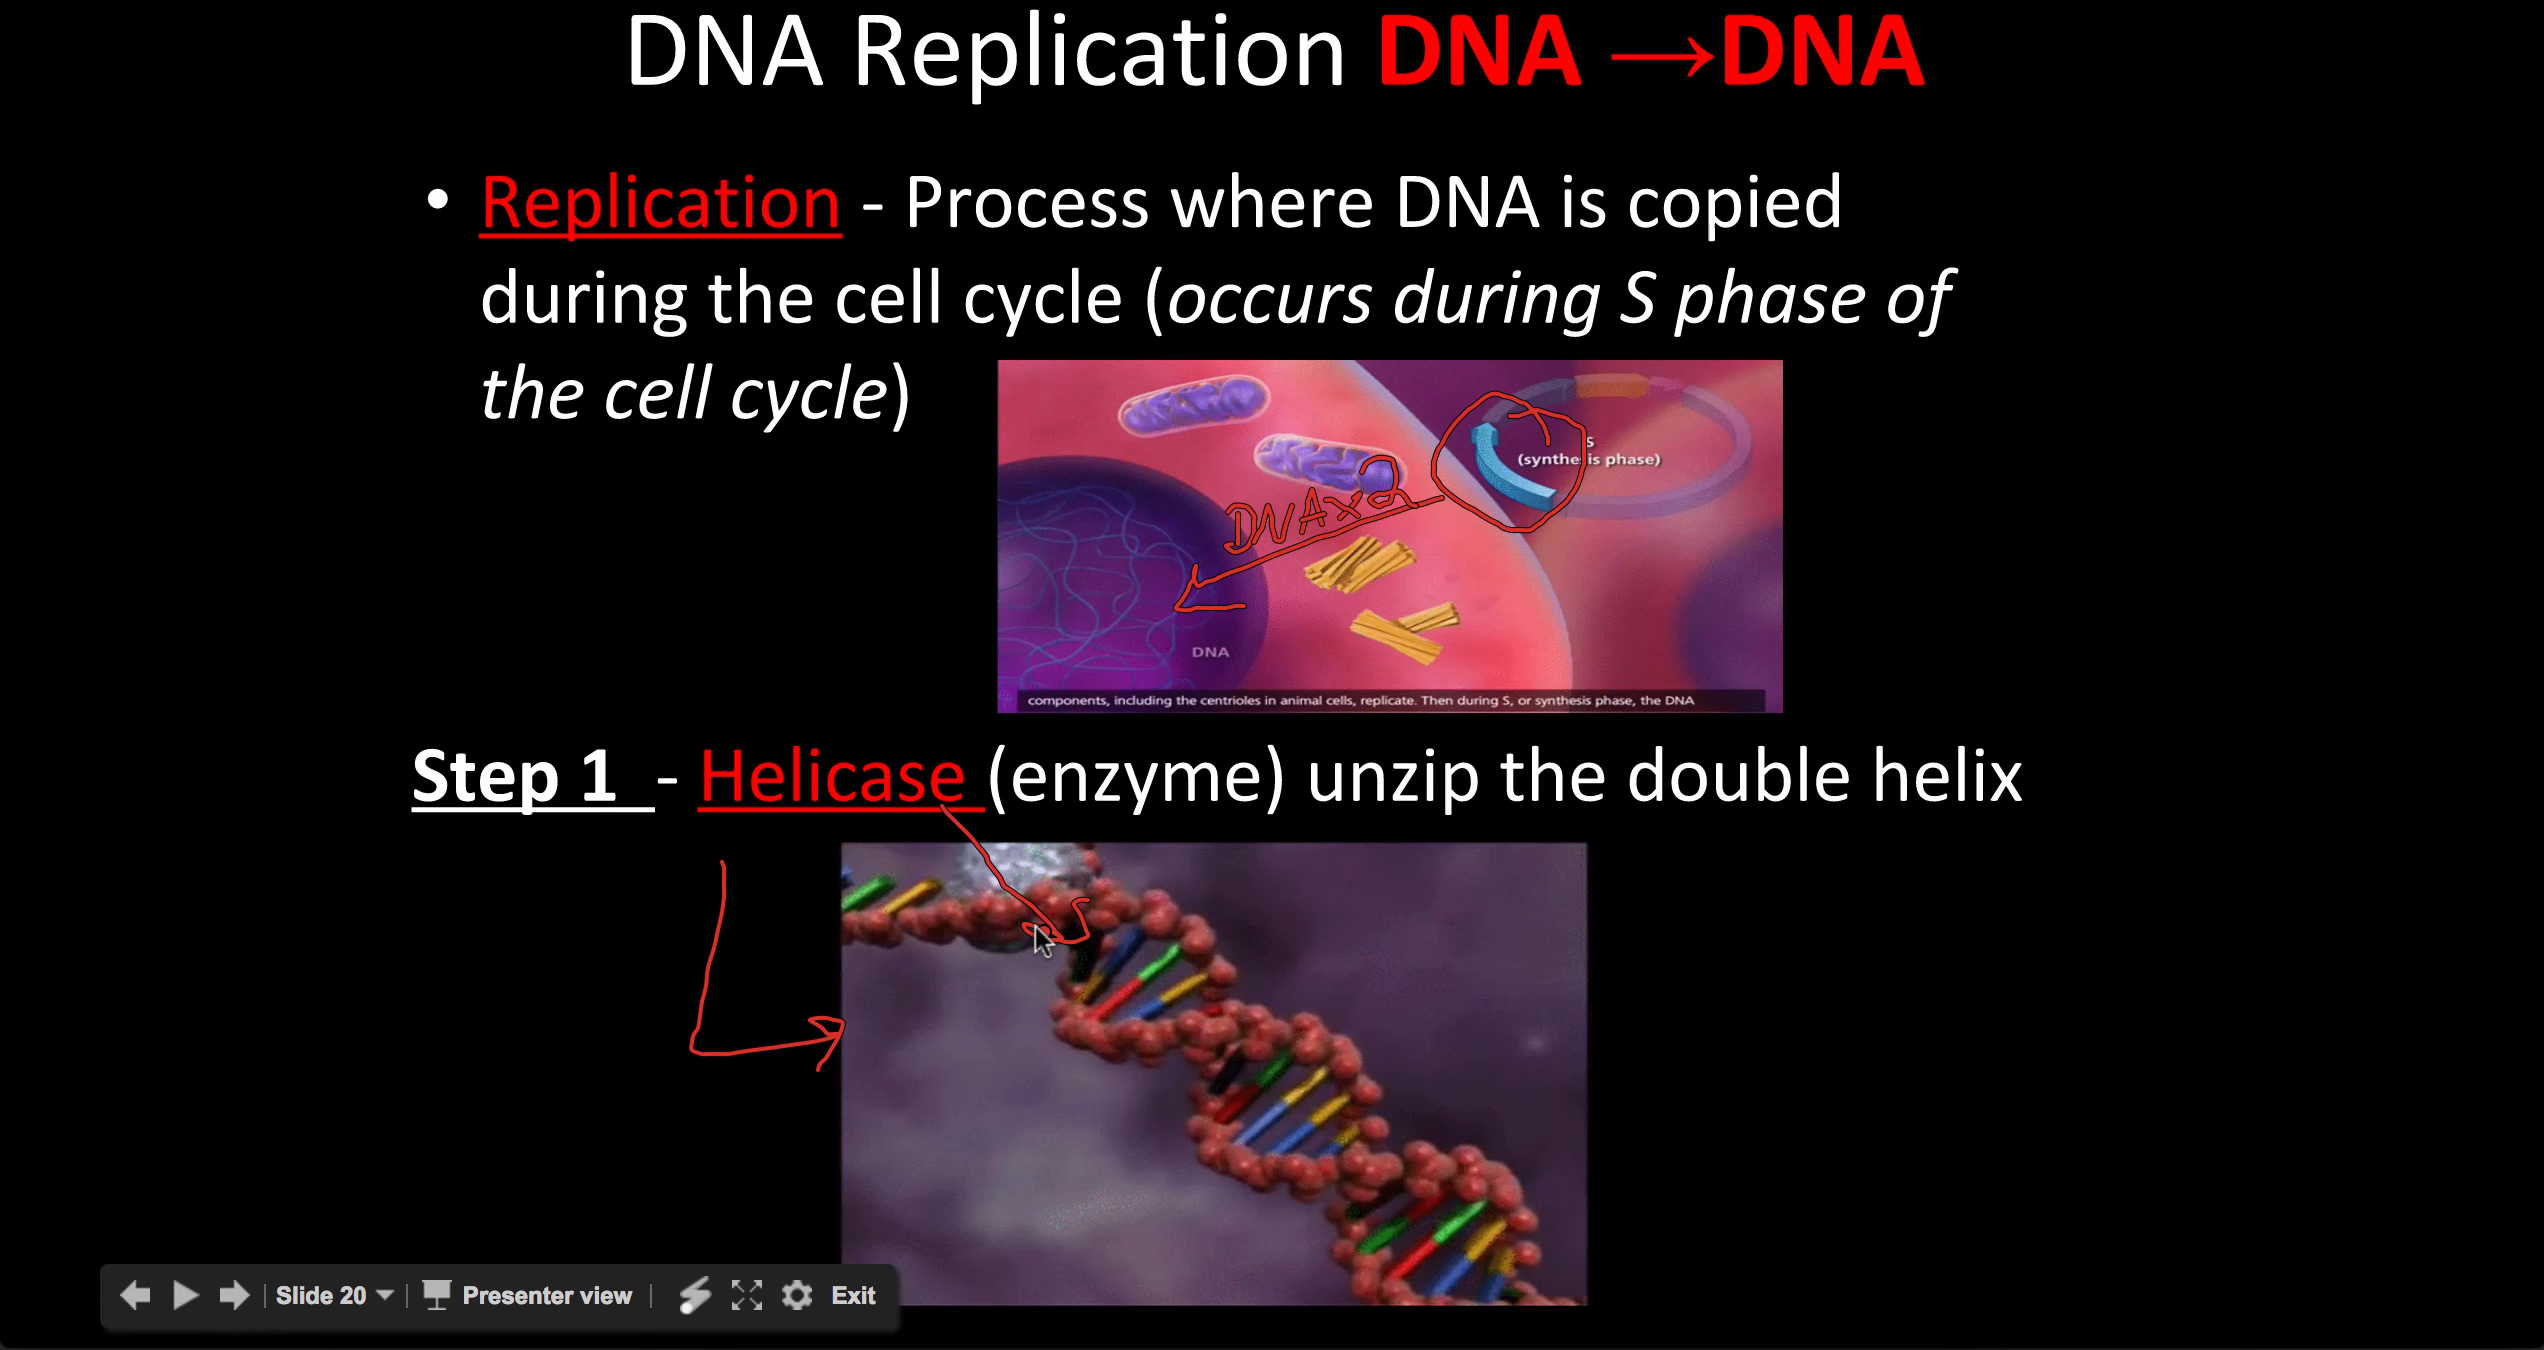 DNA Replication DNA →DNA
• Replication - Process where DNA is copied
during the cell cycle (occurs during S phase of
the cell cycle)
S
(synthesis phase)
DNAx2
DNA
components, including the centrioles in animal cells, replicate. Then during S, or synthesis phase, the DNA
Step 1 - Helicase (enzyme) unzip the double helix
Slide 20 Presenter view Exit